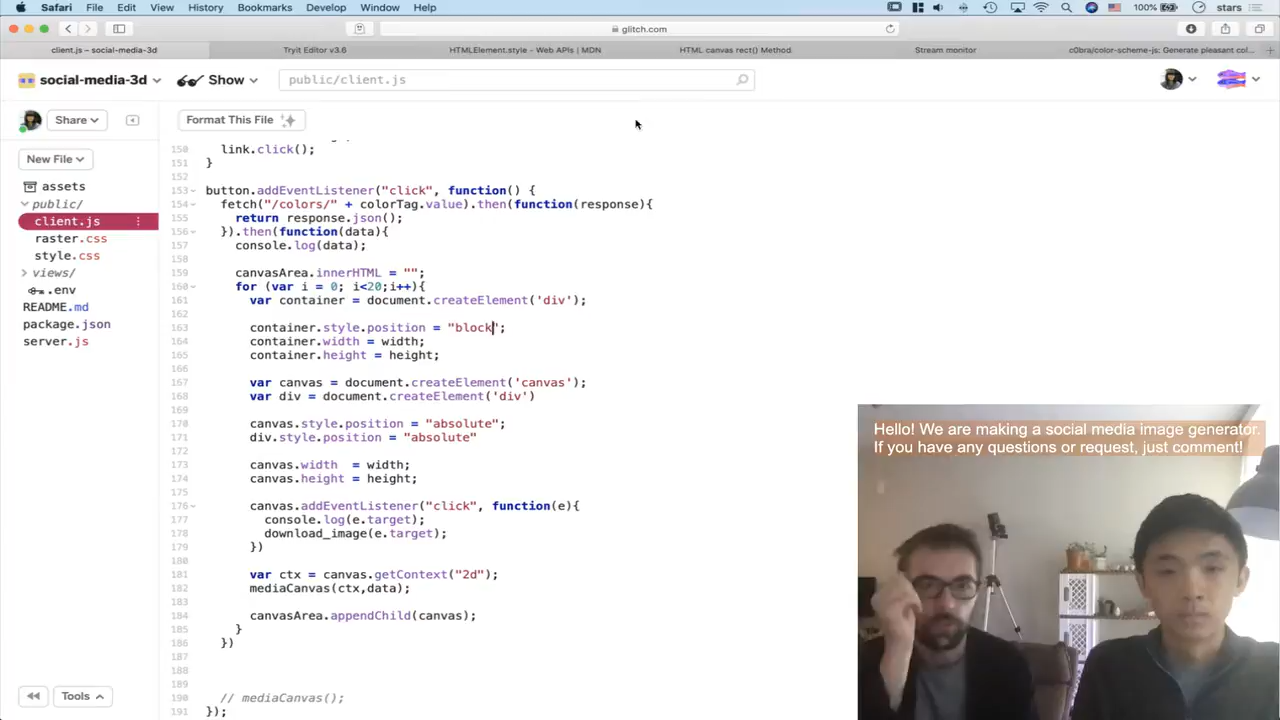 Safari File Edit View History Bookmarks Develop Window Help 100% stars
glitch.com
client.js – social-media-3d Tryit Editor v3.6 HTMLElement.style - Web APIs | MDN HTML canvas rect() Method Stream monitor c0bra/color-scheme-js: Generate pleasant col...
social-media-3d Show public/client.js
Share Format This File
New File
assets
public/
client.js
raster.css
style.css
views/
.env
README.md
package.json
server.js
150 link.click();
151 }
152
153 button.addEventListener("click", function() {
154 fetch("/colors/" + colorTag.value).then(function(response){
155 return response.json();
156 }).then(function(data){
157 console.log(data);
158
159 canvasArea.innerHTML = "";
160 for (var i = 0; i<20;i++){
161 var container = document.createElement('div');
162
163 container.style.position = "block";
164 container.width = width;
165 container.height = height;
166
167 var canvas = document.createElement('canvas');
168 var div = document.createElement('div')
169
170 canvas.style.position = "absolute";
171 div.style.position = "absolute"
172
173 canvas.width  = width;
174 canvas.height = height;
175
176 canvas.addEventListener("click", function(e){
177 console.log(e.target);
178 download_image(e.target);
179 })
180
181 var ctx = canvas.getContext("2d");
182 mediaCanvas(ctx,data);
183
184 canvasArea.appendChild(canvas);
185 }
186 })
187
188
189
190 // mediaCanvas();
191 });
Tools
Hello! We are making a social media image generator.
If you have any questions or request, just comment!